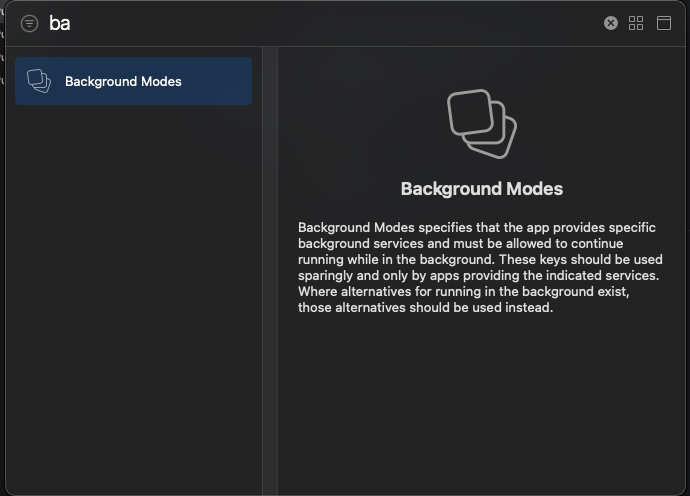 ba
Background Modes
Background Modes
Background Modes specifies that the app provides specific
background services and must be allowed to continue
running while in the background. These keys should be used
sparingly and only by apps providing the indicated services.
Where alternatives for running in the background exist,
those alternatives should be used instead.